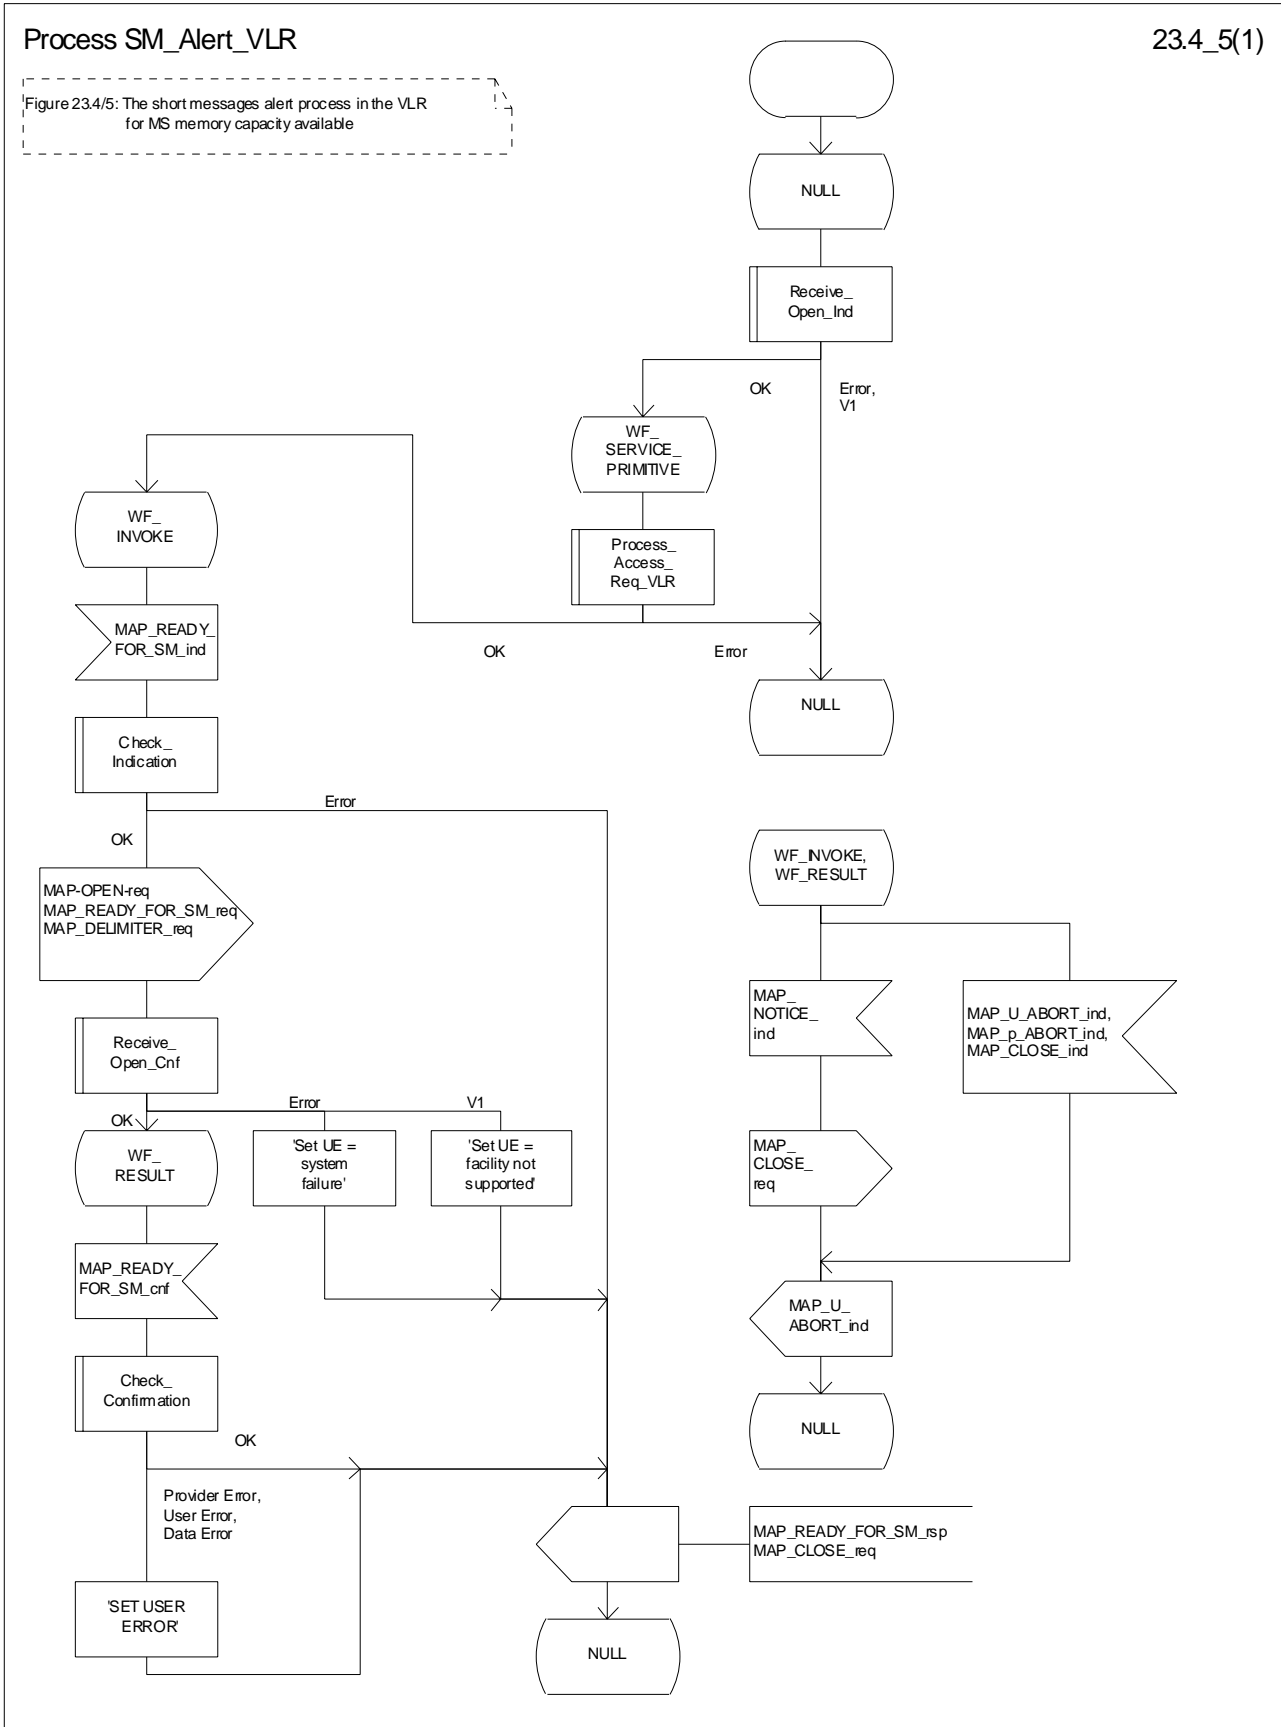 Process SM_Alert_VLR
23.4_5(1)
Figure 23.4/5: The short messages alert process in the VLR
for MS memory capacity available
NULL
Receive_
Open_Ind
OK
Error,
V1
WF_
SERVICE_
PRIMITIVE
WF_
INVOKE
Process_
Access_
Req_VLR
MAP_READY_
FOR_SM_ind
OK
Error
NULL
Check_
Indication
Error
OK
WF_INVOKE,
WF_RESULT
MAP-OPEN-req
MAP_READY_FOR_SM_req
MAP_DELIMITER_req
MAP_
NOTICE_
ind
MAP_U_ABORT_ind,
MAP_p_ABORT_ind,
MAP_CLOSE_ind
Receive_
Open_Cnf
Error
V1
OK
WF_
RESULT
'Set UE =
system
failure'
'Set UE =
facility not
supported'
MAP_
CLOSE_
req
MAP_READY_
FOR_SM_cnf
MAP_U_
ABORT_ind
Check_
Confirmation
NULL
OK
Provider Error,
User Error,
Data Error
MAP_READY_FOR_SM_rsp
MAP_CLOSE_req
'SET USER
ERROR'
NULL